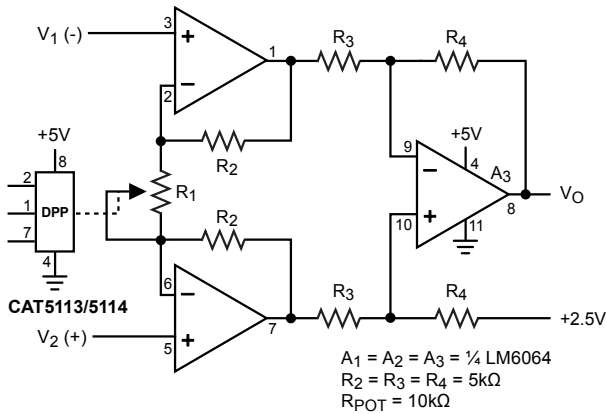 V1 (-)
3
+
1
R3
R4
−
2
R2
+5V
8
2
1
7
DPP
R1
4
CAT5113/5114
R2
9
−
+5V
4
A3
8
VO
10
+
11
6
−
7
R3
R4
+2.5V
V2 (+)
5
+
A1 = A2 = A3 = ¼ LM6064
R2 = R3 = R4 = 5kΩ
RPOT = 10kΩ